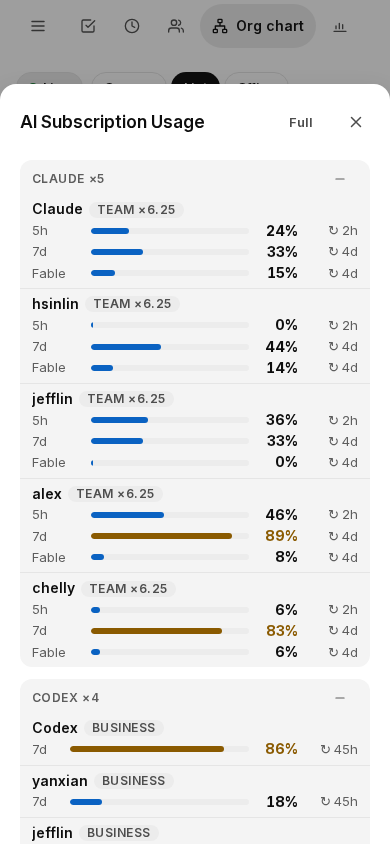 Org chart
AI Subscription Usage
Full
CLAUDE ×5
Claude TEAM ×6.25
5h 24% ↻ 2h
7d 33% ↻ 4d
Fable 15% ↻ 4d
hsinlin TEAM ×6.25
5h 0% ↻ 2h
7d 44% ↻ 4d
Fable 14% ↻ 4d
jefflin TEAM ×6.25
5h 36% ↻ 2h
7d 33% ↻ 4d
Fable 0% ↻ 4d
alex TEAM ×6.25
5h 46% ↻ 2h
7d 89% ↻ 4d
Fable 8% ↻ 4d
chelly TEAM ×6.25
5h 6% ↻ 2h
7d 83% ↻ 4d
Fable 6% ↻ 4d
CODEX ×4
Codex BUSINESS
7d 86% ↻ 45h
yanxian BUSINESS
7d 18% ↻ 45h
jefflin BUSINESS